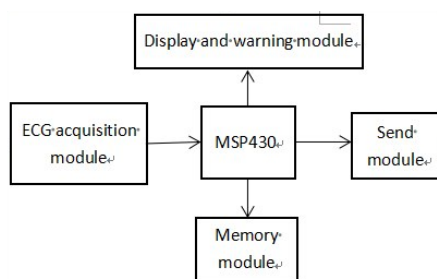 Display and warning module
ECG acquisition
module
MSP430
Send
module
Memory
module